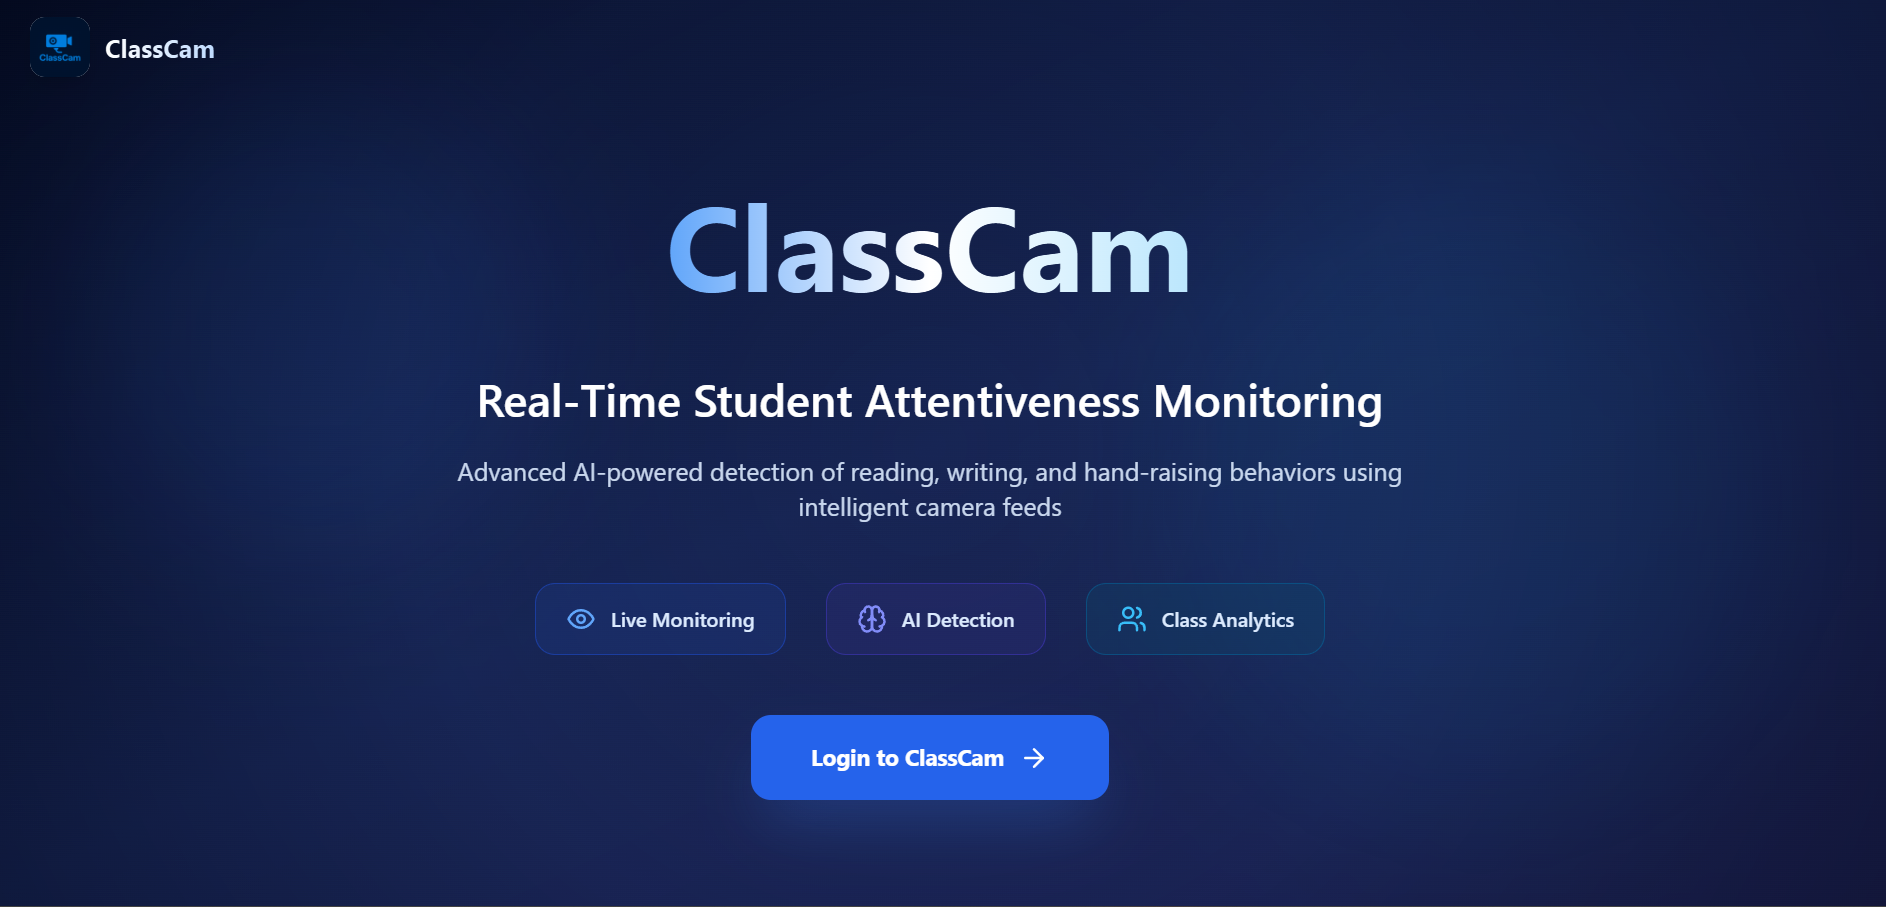 ClassCam
ClassCam
ClassCam
Real-Time Student Attentiveness Monitoring
Advanced AI-powered detection of reading, writing, and hand-raising behaviors using
intelligent camera feeds
Live Monitoring
AI Detection
Class Analytics
Login to ClassCam